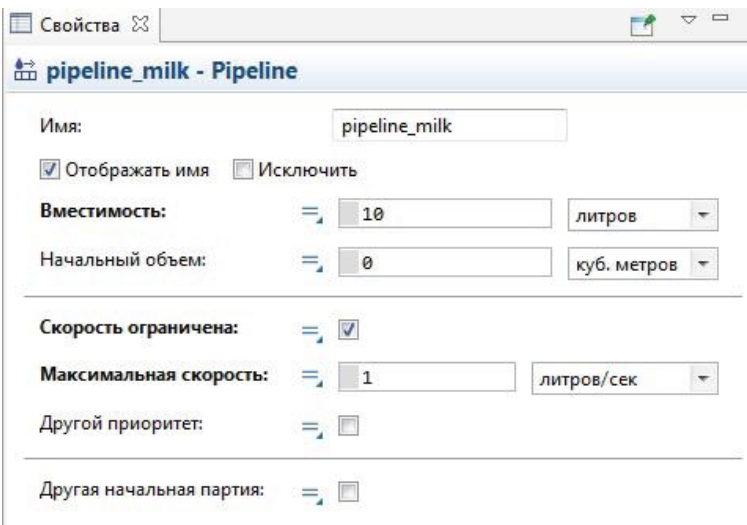 Свойства
pipeline_milk - Pipeline
Имя: pipeline_milk
Отображать имя Исключить
Вместимость: 10 литров
Начальный объем: 0 куб. метров
Скорость ограничена:
Максимальная скорость: 1 литров/сек
Другой приоритет:
Другая начальная партия: